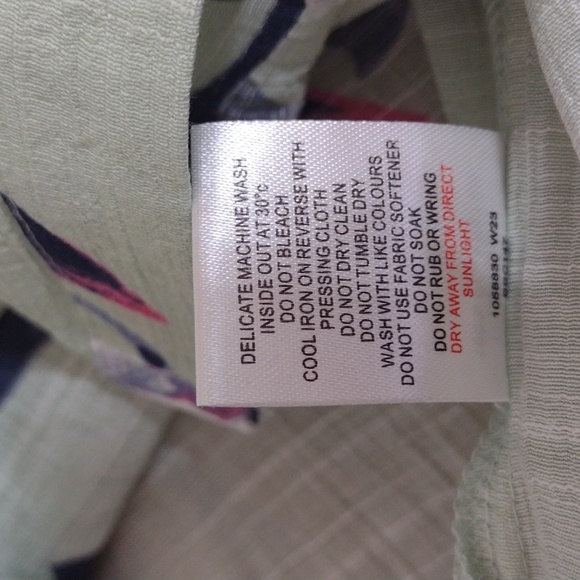 DELICATE MACHINE WASH
INSIDE OUT AT 30°c
DO NOT BLEACH
COOL IRON ON REVERSE WITH
PRESSING CLOTH
DO NOT DRY CLEAN
DO NOT TUMBLE DRY
WASH WITH LIKE COLOURS
DO NOT USE FABRIC SOFTENER
DO NOT SOAK
DO NOT RUB OR WRING
DRY AWAY FROM DIRECT
SUNLIGHT
1058830 W23